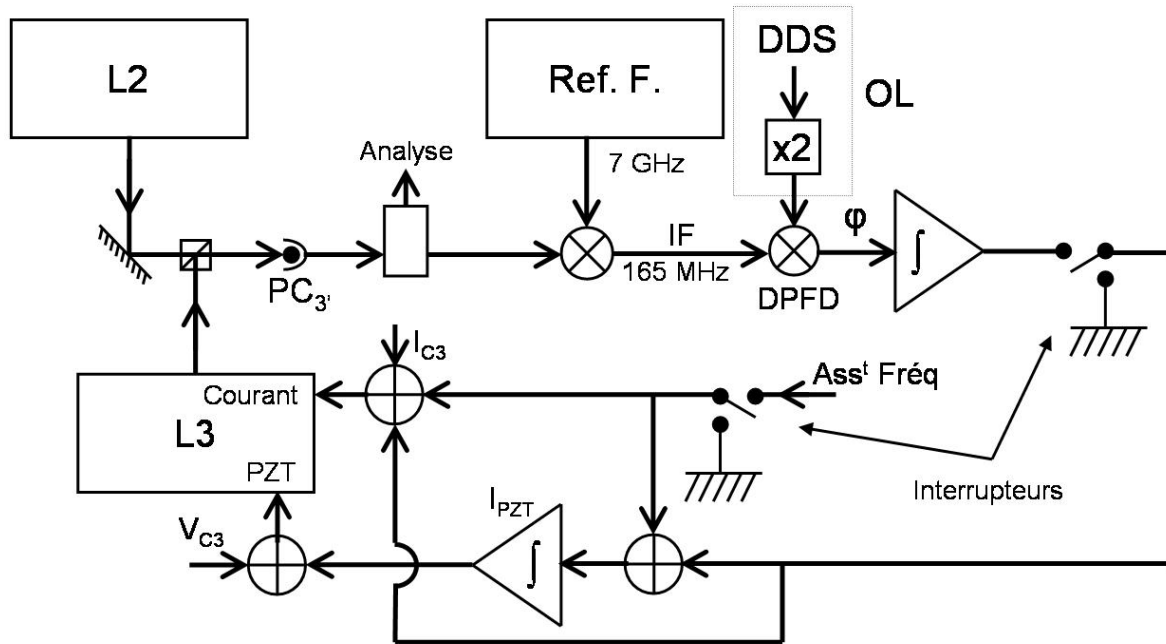 L2
Ref. F.
DDS
OL
x2
Analyse
7 GHz
IF
165 MHz
φ
∫
PC3'
DPFD
IC3
Assᵗ Fréq
Courant
L3
PZT
Interrupteurs
IPZT
VC3
∫